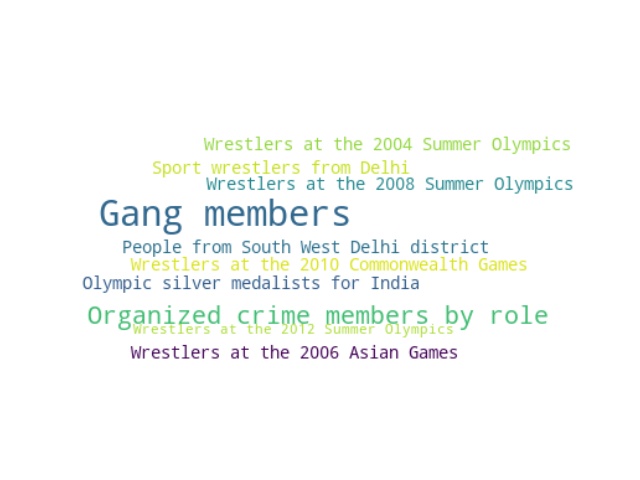 Wrestlers at the 2004 Summer Olympics
Sport wrestlers from Delhi
Wrestlers at the 2008 Summer Olympics
Gang members
People from South West Delhi district
Wrestlers at the 2010 Commonwealth Games
Olympic silver medalists for India
Organized crime members by role
Wrestlers at the 2012 Summer Olympics
Wrestlers at the 2006 Asian Games